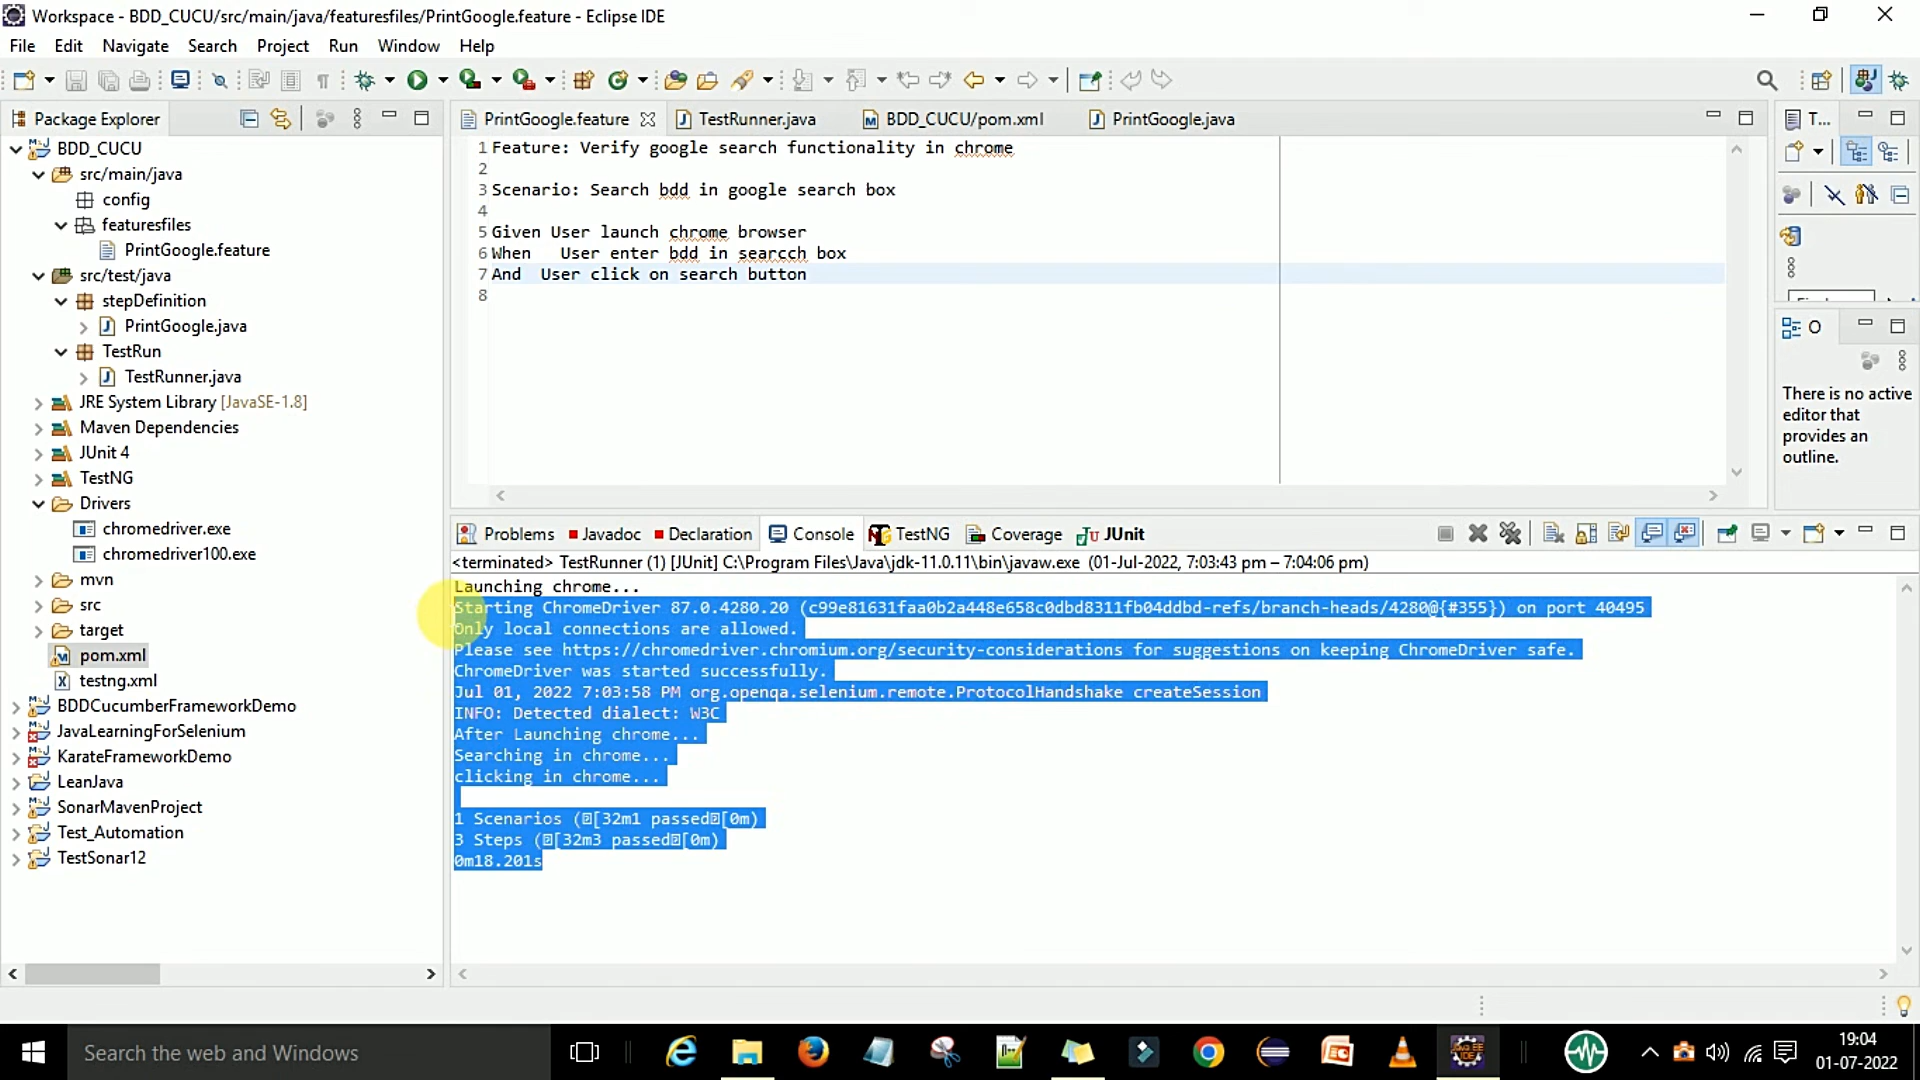 Workspace - BDD_CUCU/src/main/java/featuresfiles/PrintGoogle.feature - Eclipse IDE
File Edit Navigate Search Project Run Window Help
Package Explorer
BDD_CUCU
src/main/java
config
featuresfiles
PrintGoogle.feature
src/test/java
stepDefinition
PrintGoogle.java
TestRun
TestRunner.java
JRE System Library [JavaSE-1.8]
Maven Dependencies
JUnit 4
TestNG
Drivers
chromedriver.exe
chromedriver100.exe
mvn
src
target
pom.xml
testng.xml
BDDCucumberFrameworkDemo
JavaLearningForSelenium
KarateFrameworkDemo
LeanJava
SonarMavenProject
Test_Automation
TestSonar12
PrintGoogle.feature TestRunner.java BDD_CUCU/pom.xml PrintGoogle.java
1 Feature: Verify google search functionality in chrome
2
3 Scenario: Search bdd in google search box
4
5 Given User launch chrome browser
6 When User enter bdd in searcch box
7 And User click on search button
8
T...
O
There is no active
editor that
provides an
outline.
Problems Javadoc Declaration Console TestNG Coverage JUnit
<terminated> TestRunner (1) [JUnit] C:\Program Files\Java\jdk-11.0.11\bin\javaw.exe (01-Jul-2022, 7:03:43 pm – 7:04:06 pm)
Launching chrome...
Starting ChromeDriver 87.0.4280.20 (c99e81631faa0b2a448e658c0dbd8311fb04ddbd-refs/branch-heads/4280@{#355}) on port 40495
Only local connections are allowed.
Please see https://chromedriver.chromium.org/security-considerations for suggestions on keeping ChromeDriver safe.
ChromeDriver was started successfully.
Jul 01, 2022 7:03:58 PM org.openqa.selenium.remote.ProtocolHandshake createSession
INFO: Detected dialect: W3C
After Launching chrome...
Searching in chrome...
clicking in chrome...
1 Scenarios ([32m1 passed[0m)
3 Steps ([32m3 passed[0m)
0m18.201s
Search the web and Windows
19:04
01-07-2022